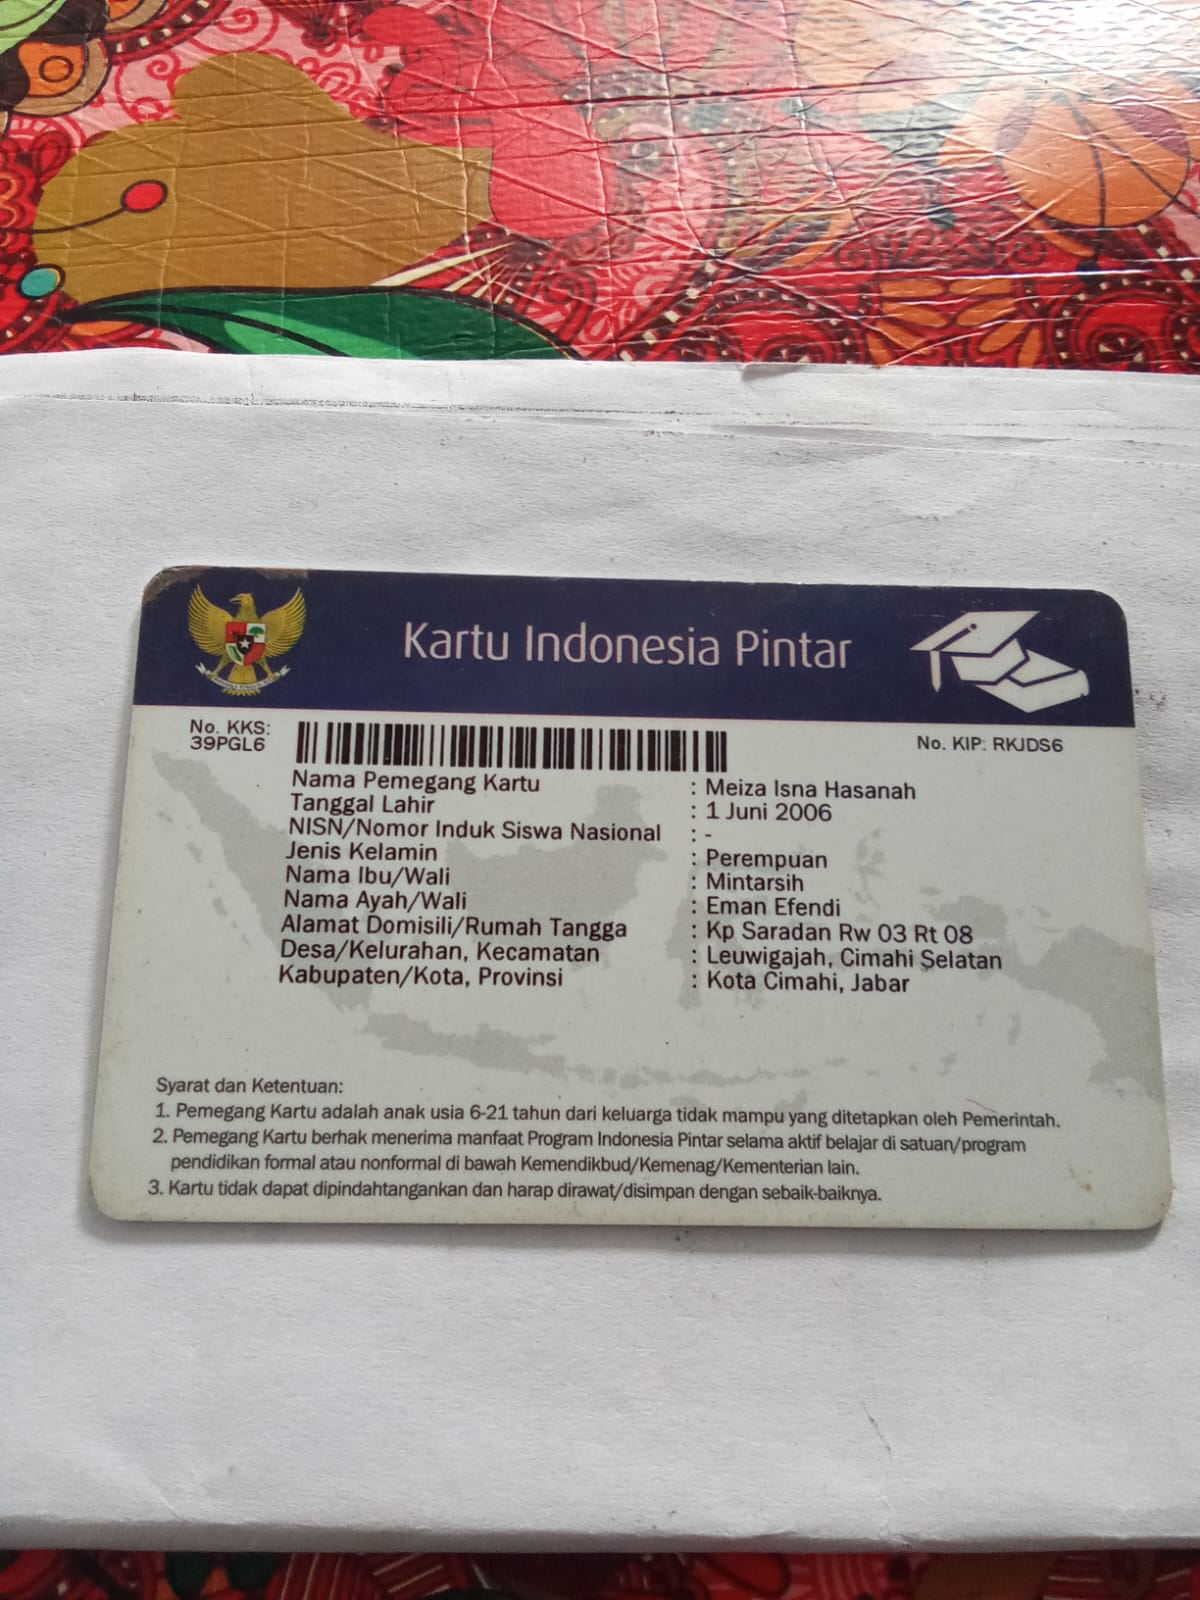 Kartu Indonesia Pintar
No. KKS:
39PGL6
No. KIP: RKJDS6
Nama Pemegang Kartu : Meiza Isna Hasanah
Tanggal Lahir : 1 Juni 2006
NISN/Nomor Induk Siswa Nasional : -
Jenis Kelamin : Perempuan
Nama Ibu/Wali : Mintarsih
Nama Ayah/Wali : Eman Efendi
Alamat Domisili/Rumah Tangga : Kp Saradan Rw 03 Rt 08
Desa/Kelurahan, Kecamatan : Leuwigajah, Cimahi Selatan
Kabupaten/Kota, Provinsi : Kota Cimahi, Jabar
Syarat dan Ketentuan:
1. Pemegang Kartu adalah anak usia 6-21 tahun dari keluarga tidak mampu yang ditetapkan oleh Pemerintah.
2. Pemegang Kartu berhak menerima manfaat Program Indonesia Pintar selama aktif belajar di satuan/program
pendidikan formal atau nonformal di bawah Kemendikbud/Kemenag/Kementerian lain.
3. Kartu tidak dapat dipindahtangankan dan harap dirawat/disimpan dengan sebaik-baiknya.